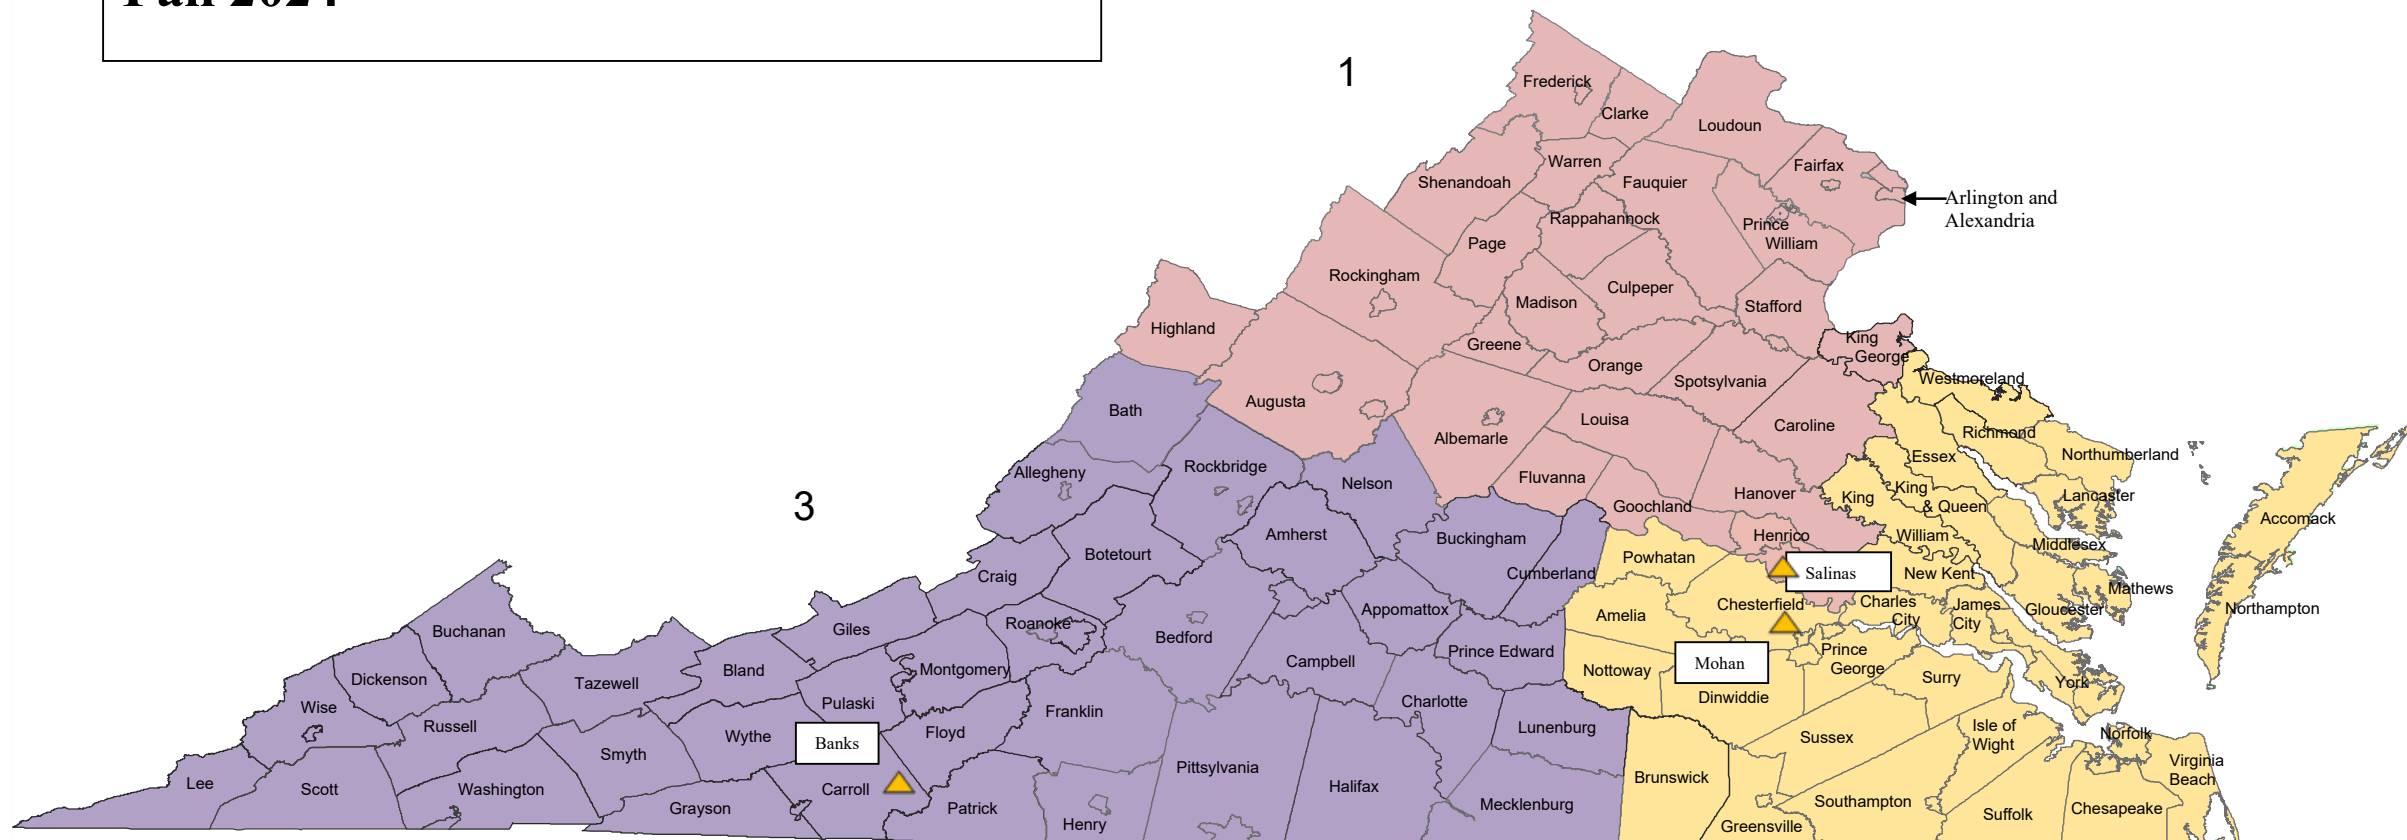 Fall 2024
1
Frederick
Clarke
Loudoun
Warren
Fairfax
Shenandoah
Fauquier
Arlington and
Alexandria
Rappahannock
Prince
William
Page
Rockingham
Culpeper
Madison
Stafford
Highland
King
George
Greene
Orange
Westmoreland
Spotsylvania
Augusta
Bath
Louisa
Caroline
Richmond
Albemarle
Northumberland
Essex
Rockbridge
Allegheny
Nelson
Fluvanna
Hanover
King
King
& Queen
Lancaster
3
Goochland
Accomack
Amherst
Buckingham
Henrico
William
Middlesex
Botetourt
Powhatan
Craig
Cumberland
Salinas
New Kent
Mathews
Appomattox
Chesterfield
Charles
City
James
City
Gloucester
Northampton
Amelia
Roanoke
Giles
Buchanan
Bedford
Prince Edward
Prince
George
Campbell
Mohan
Montgomery
Bland
Nottoway
Dickenson
Tazewell
Surry
York
Dinwiddie
Pulaski
Charlotte
Wise
Franklin
Russell
Lunenburg
Isle of
Wight
Norfolk
Floyd
Wythe
Banks
Sussex
Smyth
Virginia
Beach
Pittsylvania
Brunswick
Lee
Scott
Washington
Carroll
Halifax
Southampton
Mecklenburg
Grayson
Patrick
Suffolk
Chesapeake
Henry
Greensville